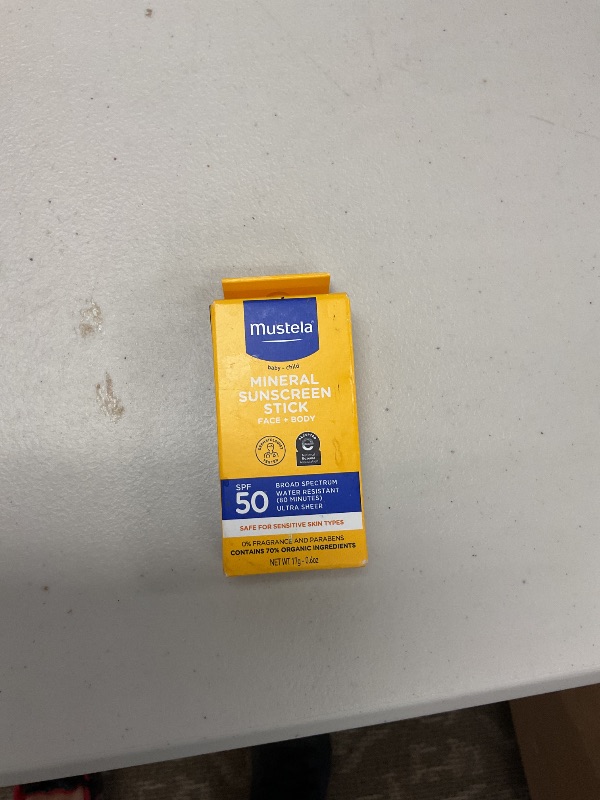 mustela
baby - child
MINERAL
SUNSCREEN
STICK
FACE + BODY
SPF
50
BROAD SPECTRUM
WATER RESISTANT
(80 MINUTES)
ULTRA SHEER
SAFE FOR SENSITIVE SKIN TYPES
0% FRAGRANCE AND PARABENS
CONTAINS 70% ORGANIC INGREDIENTS
NET WT 17g - 0.6oz